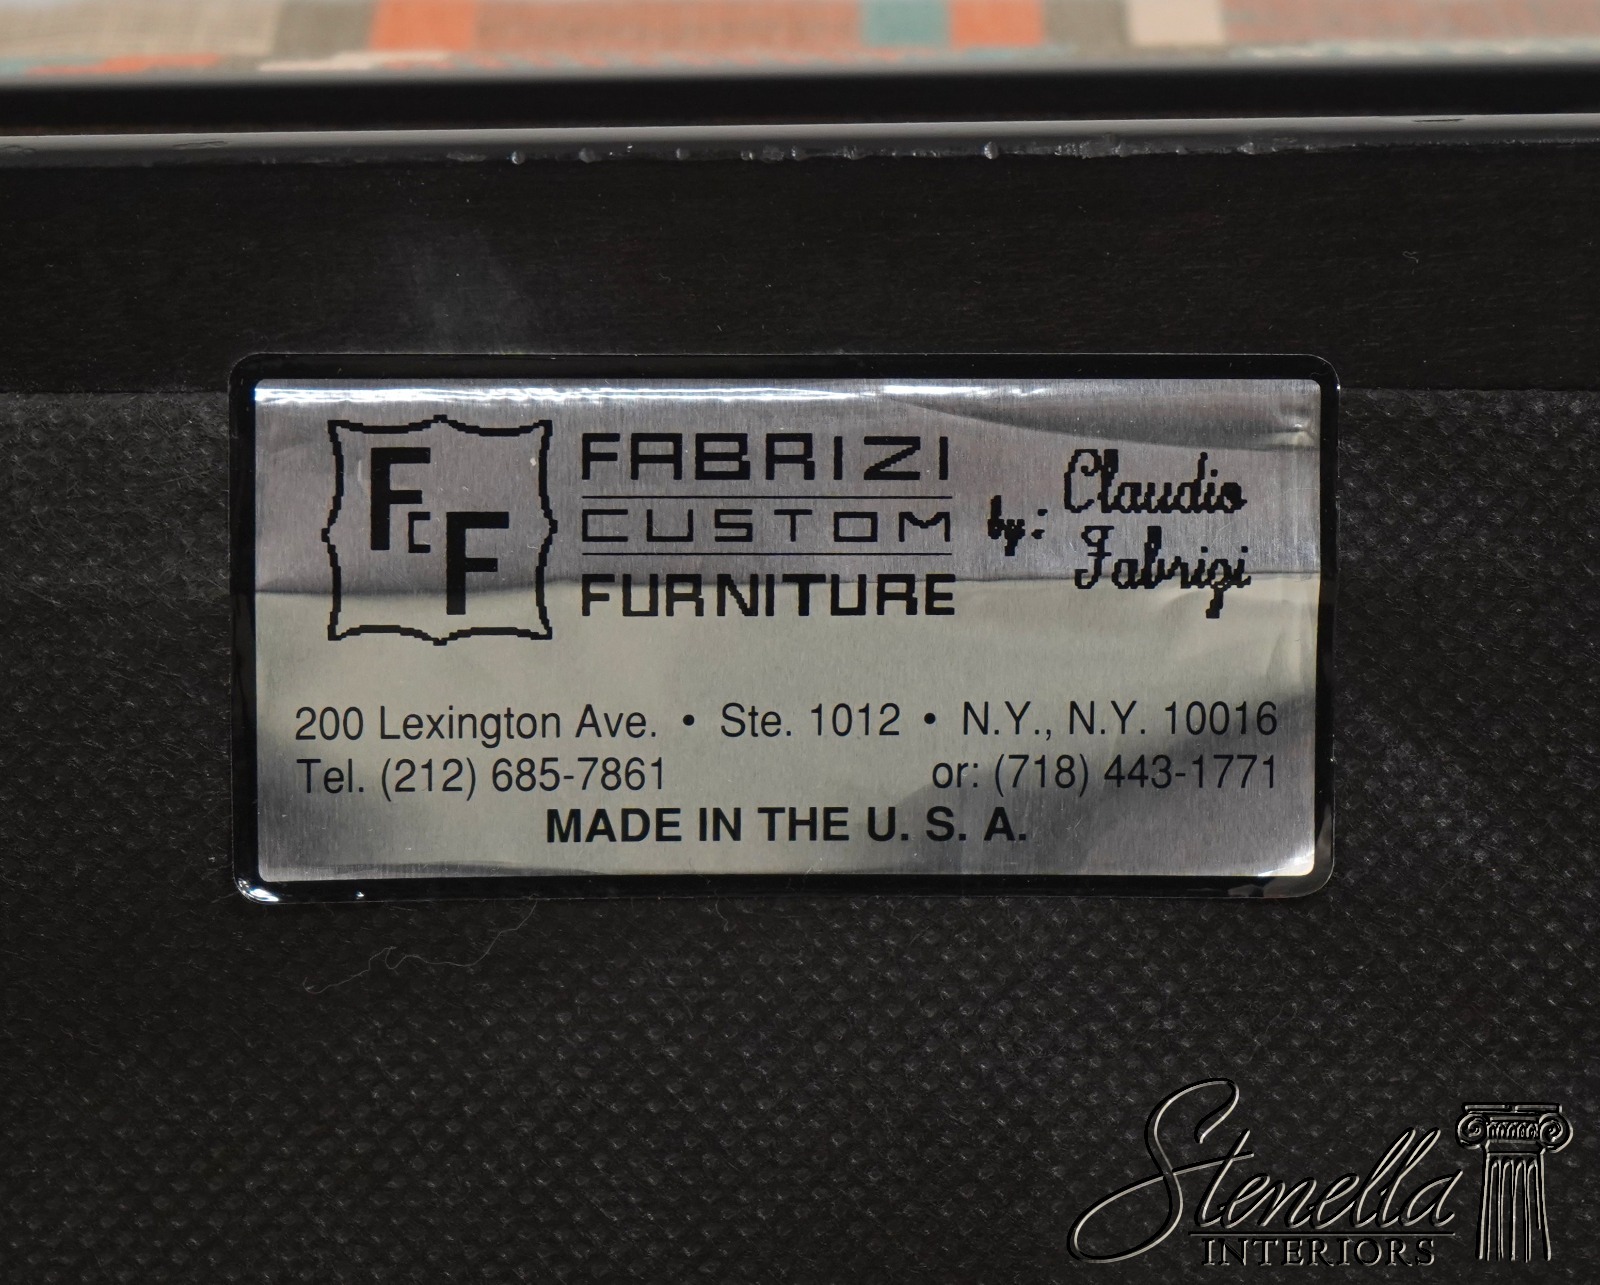 FCF
FABRIZI
CUSTOM
FURNITURE
by: Claudio
Fabrizi
200 Lexington Ave. • Ste. 1012 • N.Y., N.Y. 10016
Tel. (212) 685-7861 or: (718) 443-1771
MADE IN THE U. S. A.
Stenella
INTERIORS